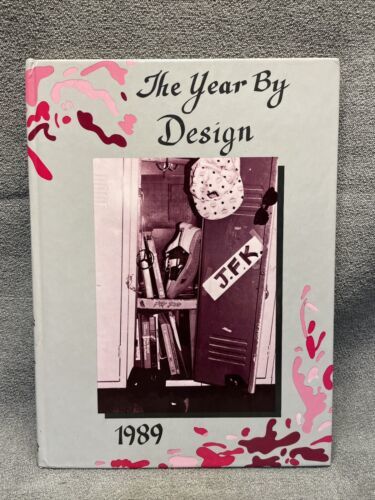 The Year By
Design
J.F.K
1989